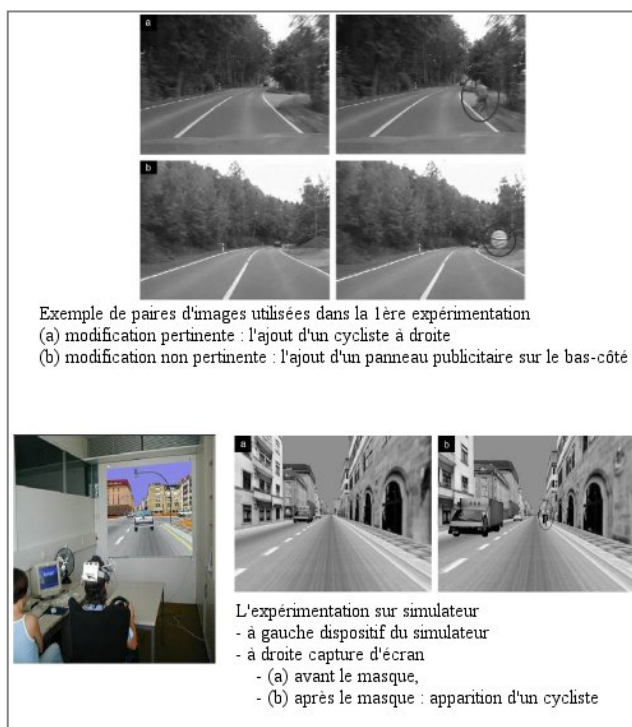 a
b
Exemple de paires d'images utilisées dans la 1ère expérimentation
(a) modification pertinente : l'ajout d'un cycliste à droite
(b) modification non pertinente : l'ajout d'un panneau publicitaire sur le bas-côté
a
b
L'expérimentation sur simulateur
- à gauche dispositif du simulateur
- à droite capture d'écran
- (a) avant le masque,
- (b) après le masque : apparition d'un cycliste